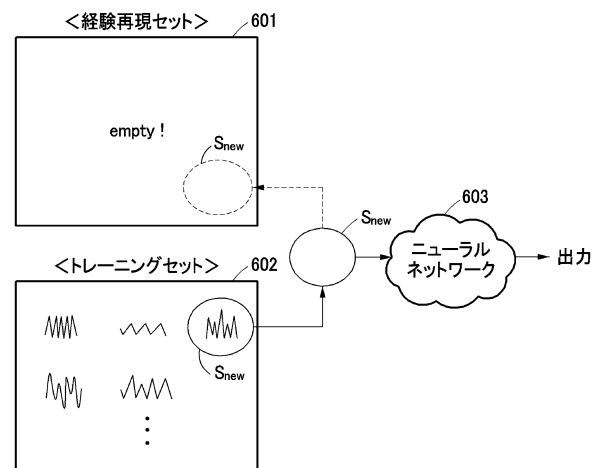 ＜経験再現セット＞
601
empty !
Snew
Snew
603
ニューラル
ネットワーク
出力
＜トレーニングセット＞
602
Snew